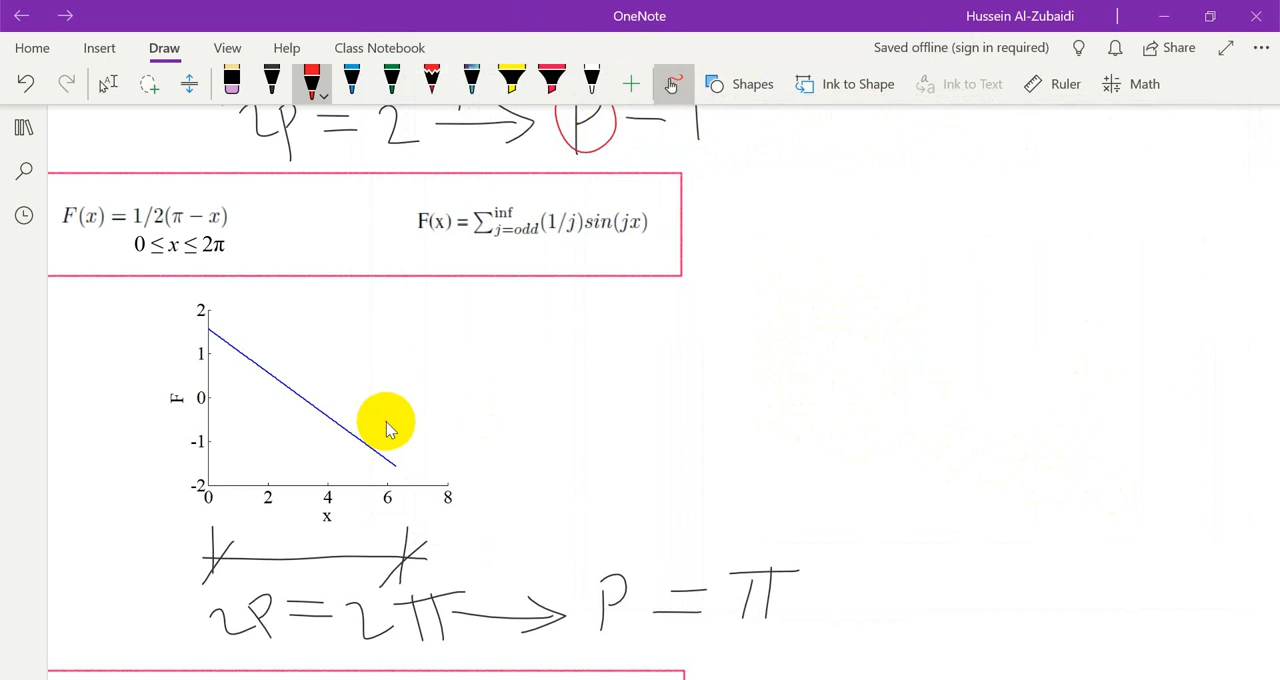 OneNote
Hussein Al-Zubaidi
Home Insert Draw View Help Class Notebook
Saved offline (sign in required)
Share
Shapes
Ink to Shape
Ink to Text
Ruler
Math
2P = 2 → P - 1
F(x) = 1/2(π − x)
0 ≤ x ≤ 2π
F(x) = ∑_{j=odd}^{inf}(1/j)sin(jx)
2
1
0
-1
-2
F
0 2 4 6 8
x
2P = 2π → P = π